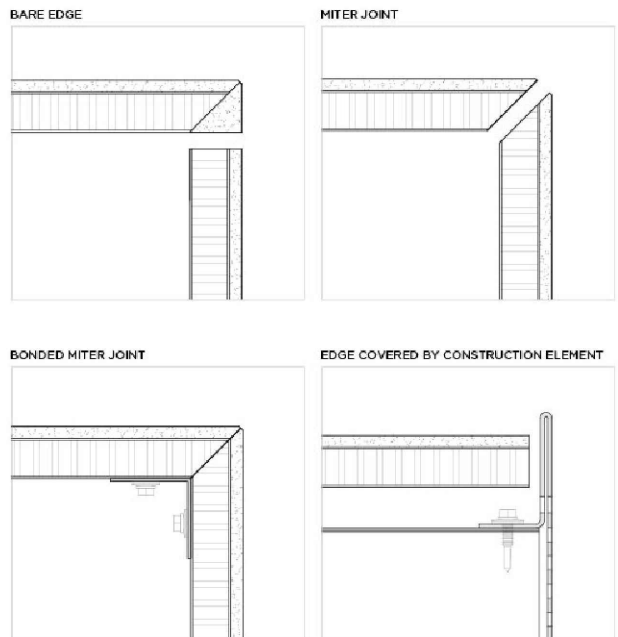 BARE EDGE
MITER JOINT
BONDED MITER JOINT
EDGE COVERED BY CONSTRUCTION ELEMENT